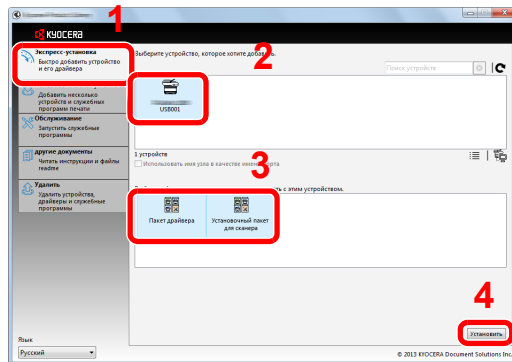 1
KYOCERA
Экспресс-установка
Быстро добавить устройство
и его драйвера
Добавить несколько
устройств и служебных
программ печати
Обслуживание
Запустить служебные
программы
другие документы
Читать инструкции и файлы
readme
Удалить
Удалить устройства,
драйверы и служебные
программы
Язык
Русский
Выберите устройство, которое хотите добавить.
2
Поиск устройств
USB001
1 устройств
Использовать имя узла в качестве имени порта
3
с этим устройством.
Пакет драйвера
Установочный пакет
для сканера
4
Установить
© 2013 KYOCERA Document Solutions Inc.